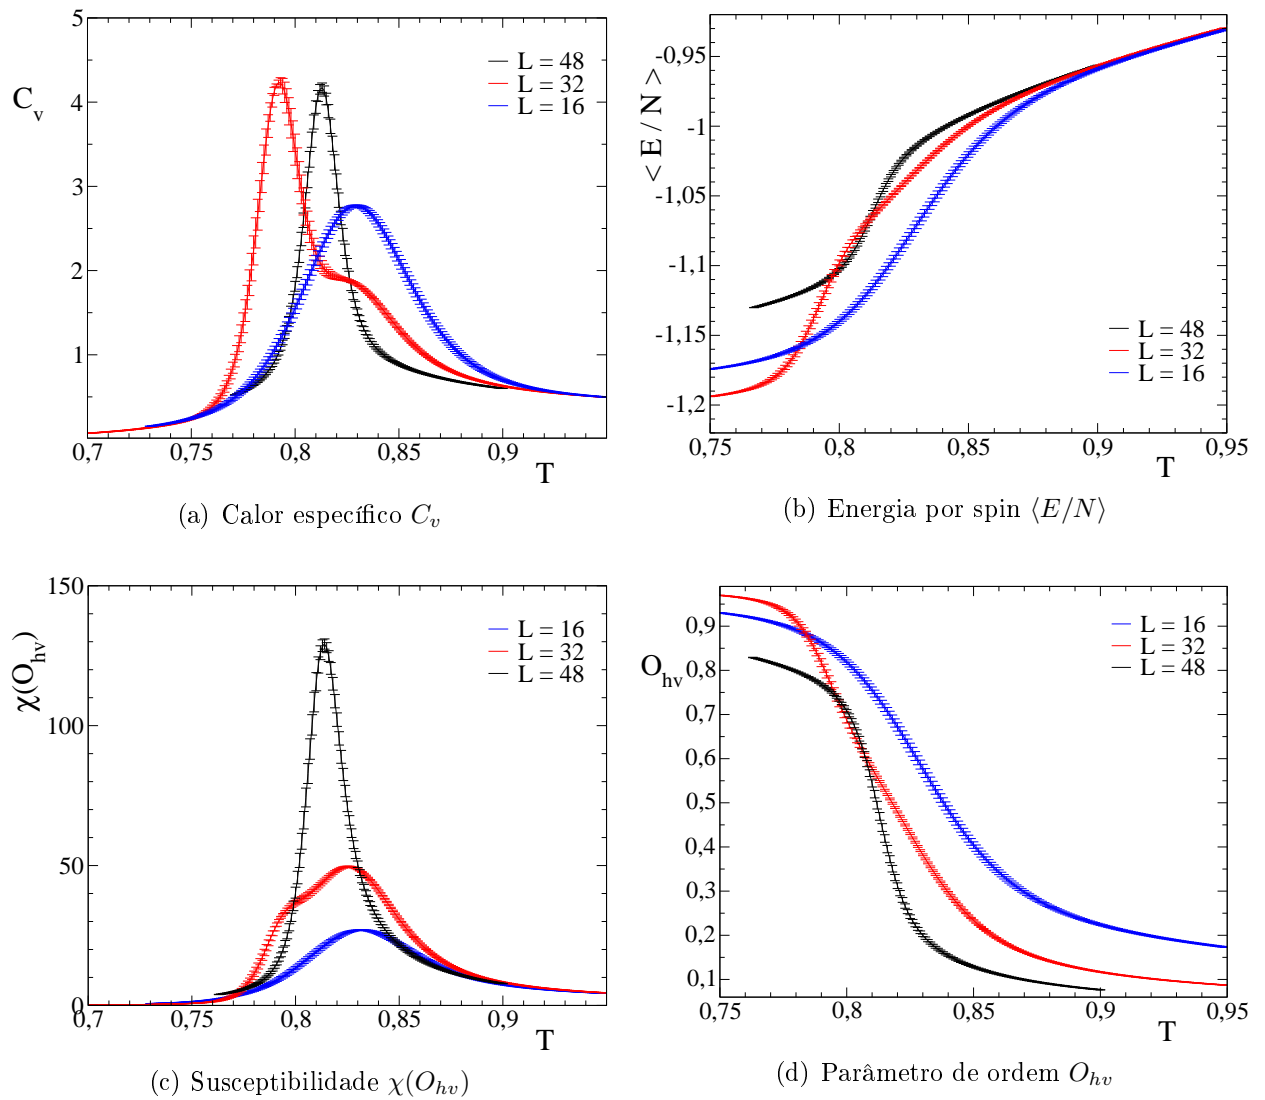 5
4
3
2
1
C_v
L = 48
L = 32
L = 16
0,7
0,75
0,8
0,85
0,9
T
(a) Calor específico C_v
-0,95
-1
-1,05
-1,1
-1,15
-1,2
< E / N >
L = 48
L = 32
L = 16
0,75
0,8
0,85
0,9
0,95
T
(b) Energia por spin ⟨E/N⟩
150
100
50
0
χ(O_hv)
L = 16
L = 32
L = 48
0,7
0,75
0,8
0,85
0,9
T
(c) Susceptibilidade χ(O_hv)
0,9
0,8
0,7
0,6
0,5
0,4
0,3
0,2
0,1
O_hv
L = 16
L = 32
L = 48
0,75
0,8
0,85
0,9
0,95
T
(d) Parâmetro de ordem O_hv